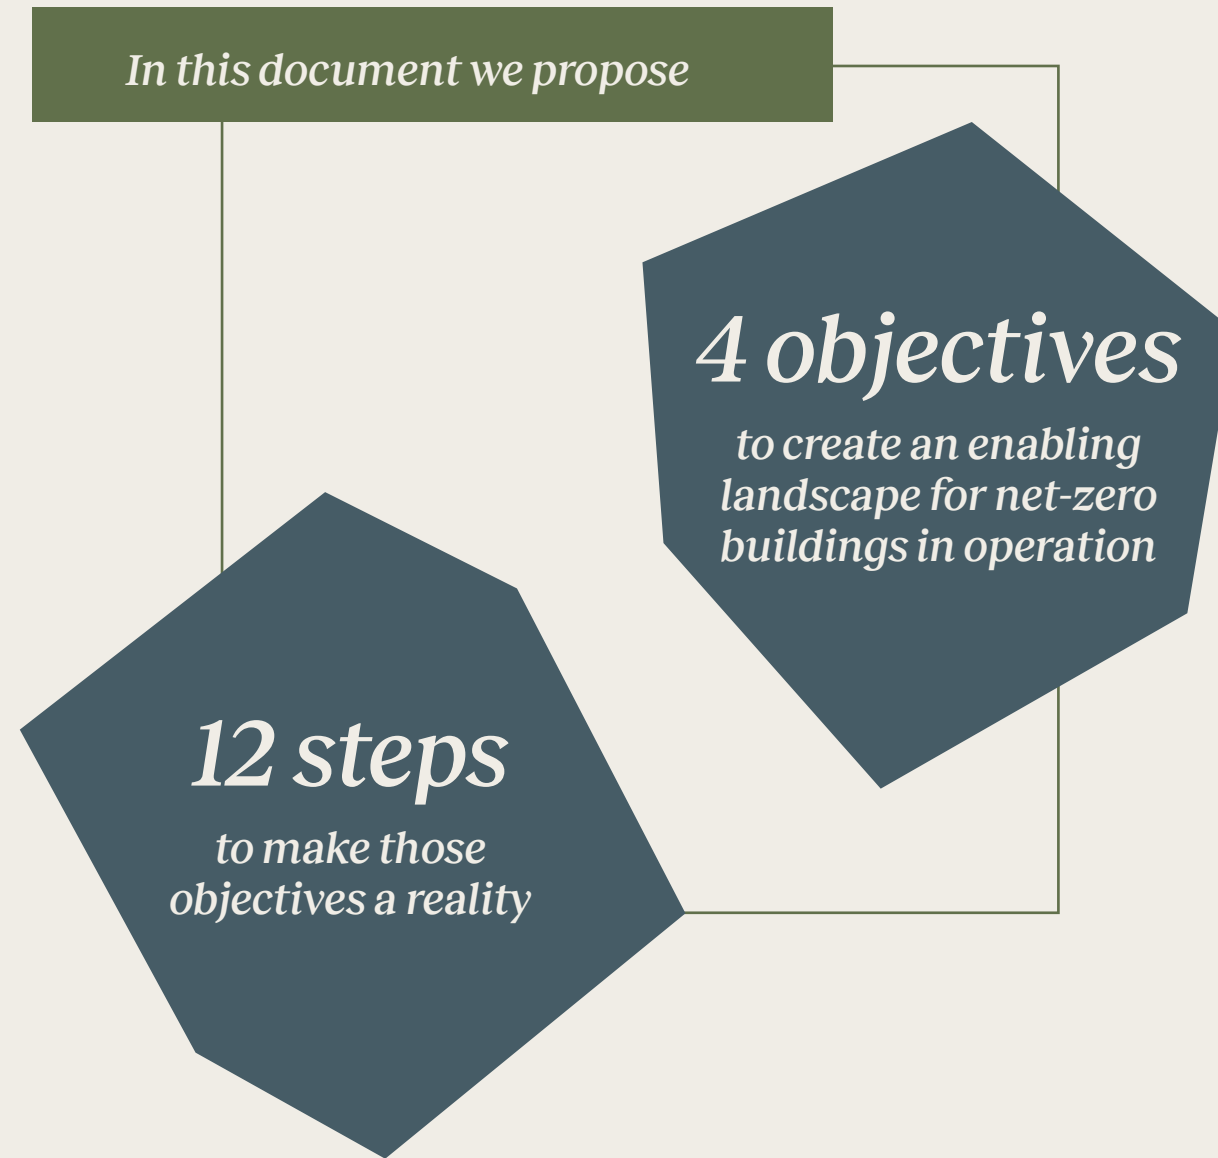 In this document we propose
4 objectives
to create an enabling
landscape for net-zero
buildings in operation
12 steps
to make those
objectives a reality